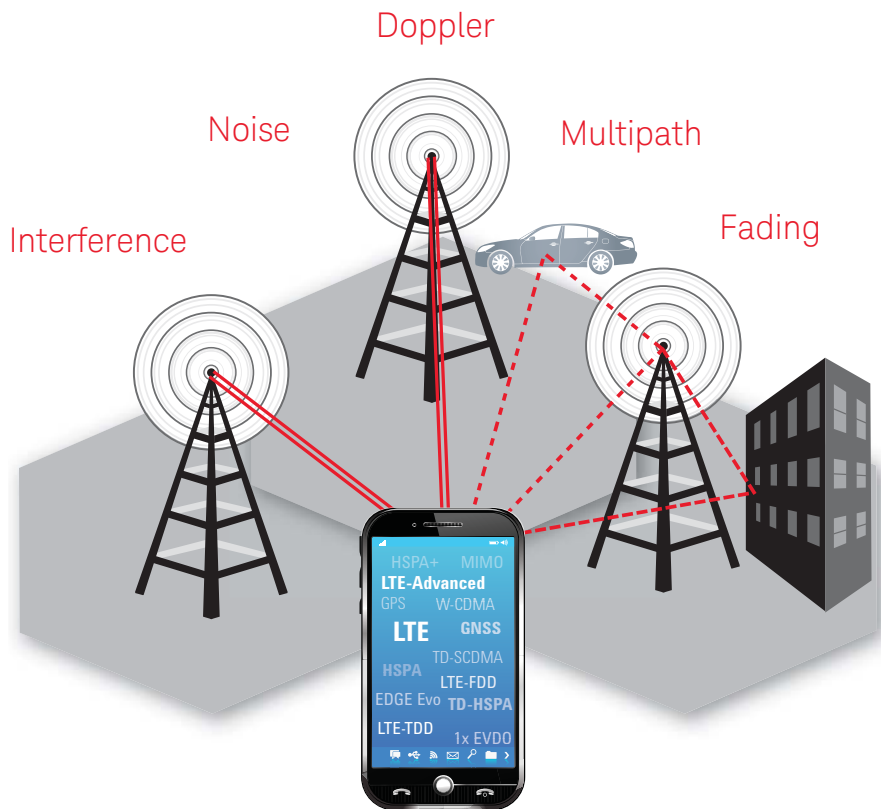 Doppler
Noise
Multipath
Interference
Fading
HSPA+ MIMO
LTE-Advanced
GPS W-CDMA
LTE GNSS
TD-SCDMA
HSPA
LTE-FDD
EDGE Evo TD-HSPA
LTE-TDD
1x EVDO